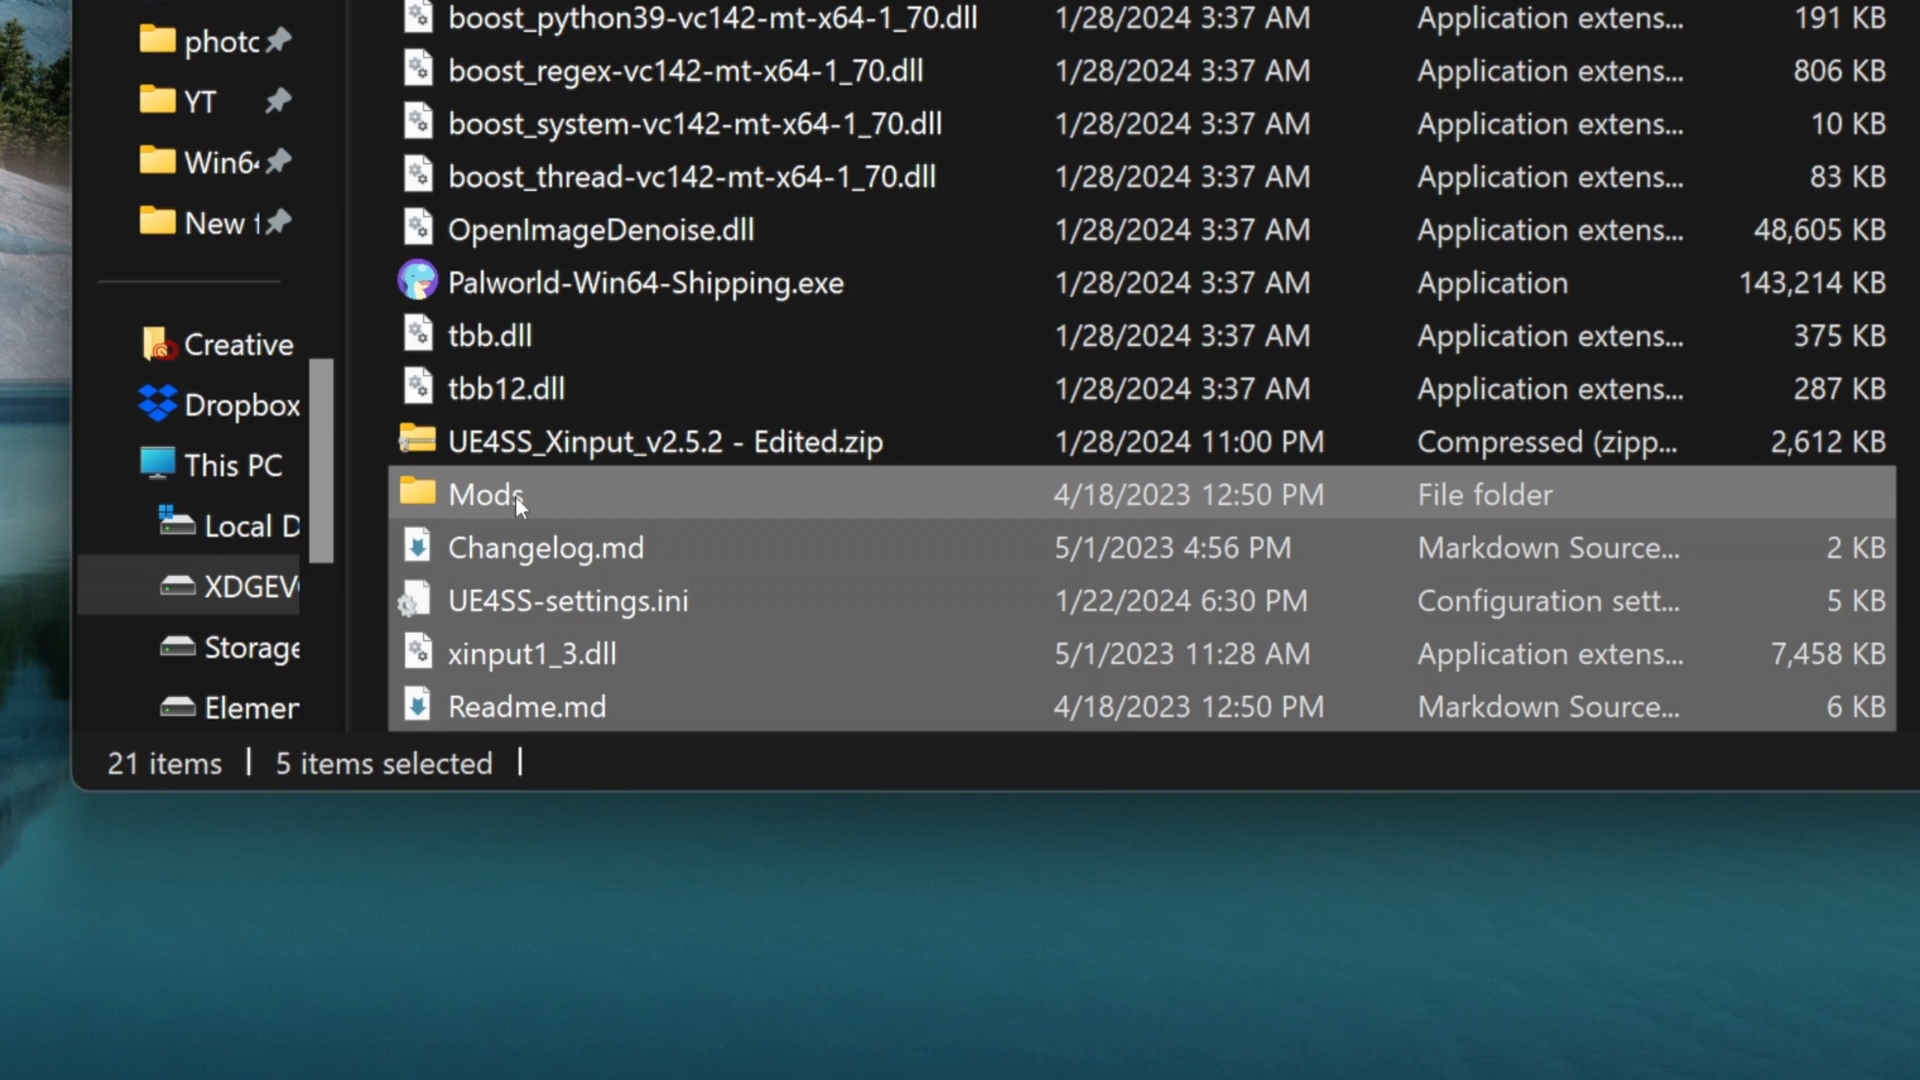 photc
YT
Win64
New f
Creative
Dropbox
This PC
Local D
XDGEV
Storage
Elemen
boost_python39-vc142-mt-x64-1_70.dll 1/28/2024 3:37 AM Application extens... 191 KB
boost_regex-vc142-mt-x64-1_70.dll 1/28/2024 3:37 AM Application extens... 806 KB
boost_system-vc142-mt-x64-1_70.dll 1/28/2024 3:37 AM Application extens... 10 KB
boost_thread-vc142-mt-x64-1_70.dll 1/28/2024 3:37 AM Application extens... 83 KB
OpenImageDenoise.dll 1/28/2024 3:37 AM Application extens... 48,605 KB
Palworld-Win64-Shipping.exe 1/28/2024 3:37 AM Application 143,214 KB
tbb.dll 1/28/2024 3:37 AM Application extens... 375 KB
tbb12.dll 1/28/2024 3:37 AM Application extens... 287 KB
UE4SS_Xinput_v2.5.2 - Edited.zip 1/28/2024 11:00 PM Compressed (zipp... 2,612 KB
Mods 4/18/2023 12:50 PM File folder
Changelog.md 5/1/2023 4:56 PM Markdown Source... 2 KB
UE4SS-settings.ini 1/22/2024 6:30 PM Configuration sett... 5 KB
xinput1_3.dll 5/1/2023 11:28 AM Application extens... 7,458 KB
Readme.md 4/18/2023 12:50 PM Markdown Source... 6 KB
21 items | 5 items selected |